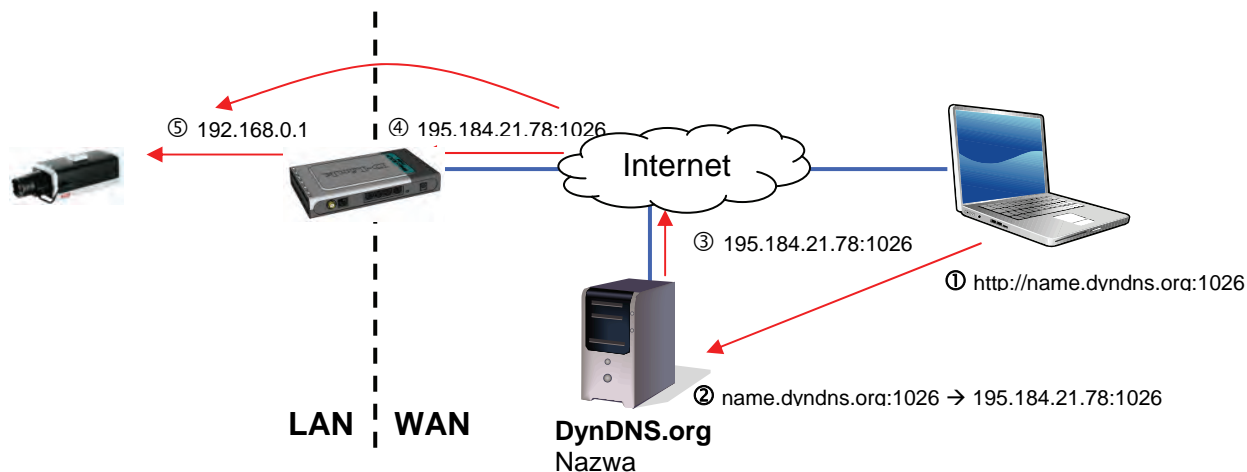 ⑤ 192.168.0.1
④ 195.184.21.78:1026
Internet
③ 195.184.21.78:1026
① http://name.dyndns.org:1026
② name.dyndns.org:1026 → 195.184.21.78:1026
LAN WAN
DynDNS.org
Nazwa
D-Link